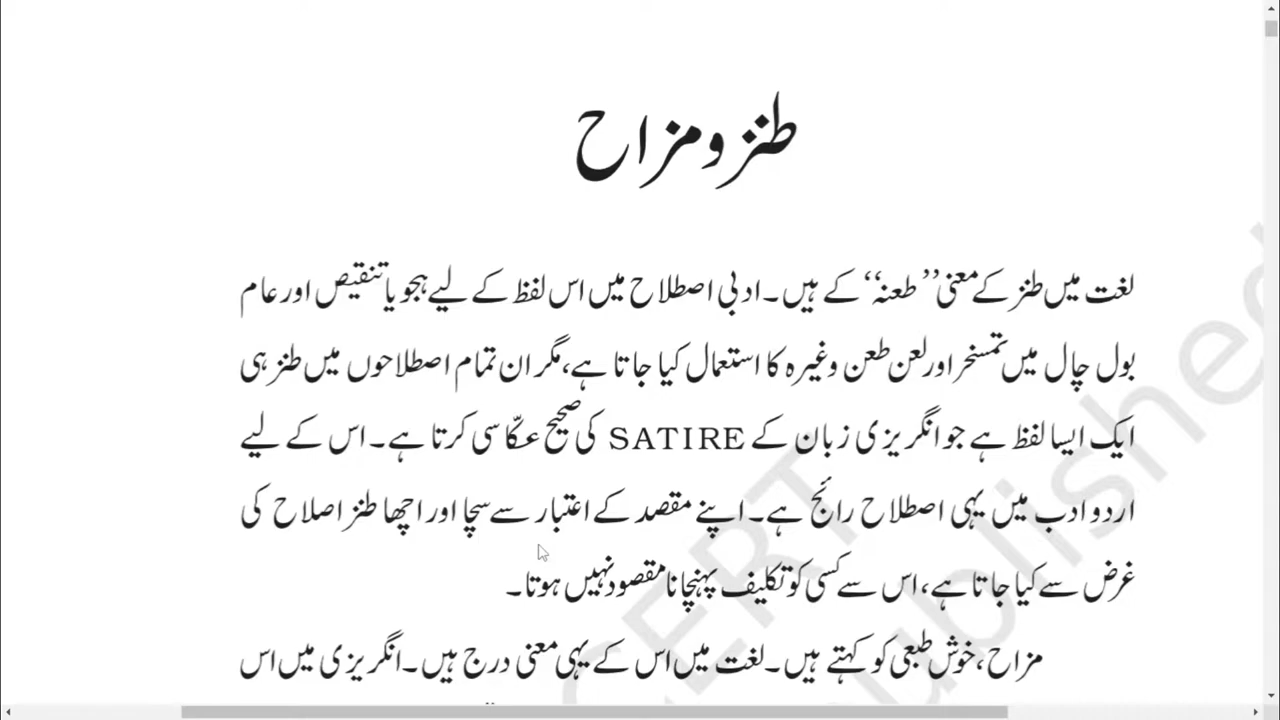 طنز و مزاح
لغت میں طنز کے معنی ”طعنہ“ کے ہیں۔ ادبی اصطلاح میں اس لفظ کے لیے ہجو یا تنقیص اور عام
بول چال میں تمسخر اور لعن طعن وغیرہ کا استعمال کیا جاتا ہے، مگر ان تمام اصطلاحوں میں طنز ہی
ایک ایسا لفظ ہے جو انگریزی زبان کے SATIRE کی صحیح عکّاسی کرتا ہے۔ اس کے لیے
اردو ادب میں یہی اصطلاح رائج ہے۔ اپنے مقصد کے اعتبار سے سچا اور اچھا طنز اصلاح کی
غرض سے کیا جاتا ہے، اس سے کسی کو تکلیف پہنچانا مقصود نہیں ہوتا۔
مزاح، خوش طبعی کو کہتے ہیں۔ لغت میں اس کے یہی معنی درج ہیں۔ انگریزی میں اس